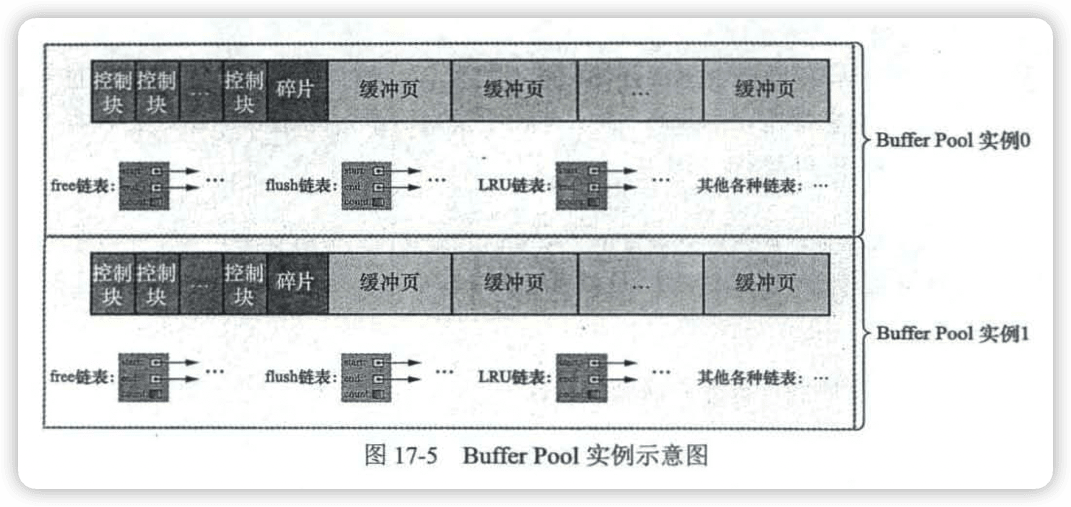 控制块 控制块 … 控制块 碎片 缓冲页 缓冲页 … 缓冲页
Buffer Pool 实例0
free链表： start end count … flush链表： start end count … LRU链表： start end count … 其他各种链表：…
控制块 控制块 … 控制块 碎片 缓冲页 缓冲页 … 缓冲页
Buffer Pool 实例1
free链表： start end count … flush链表： start end count … LRU链表： start end count … 其他各种链表：…
图 17-5 Buffer Pool 实例示意图